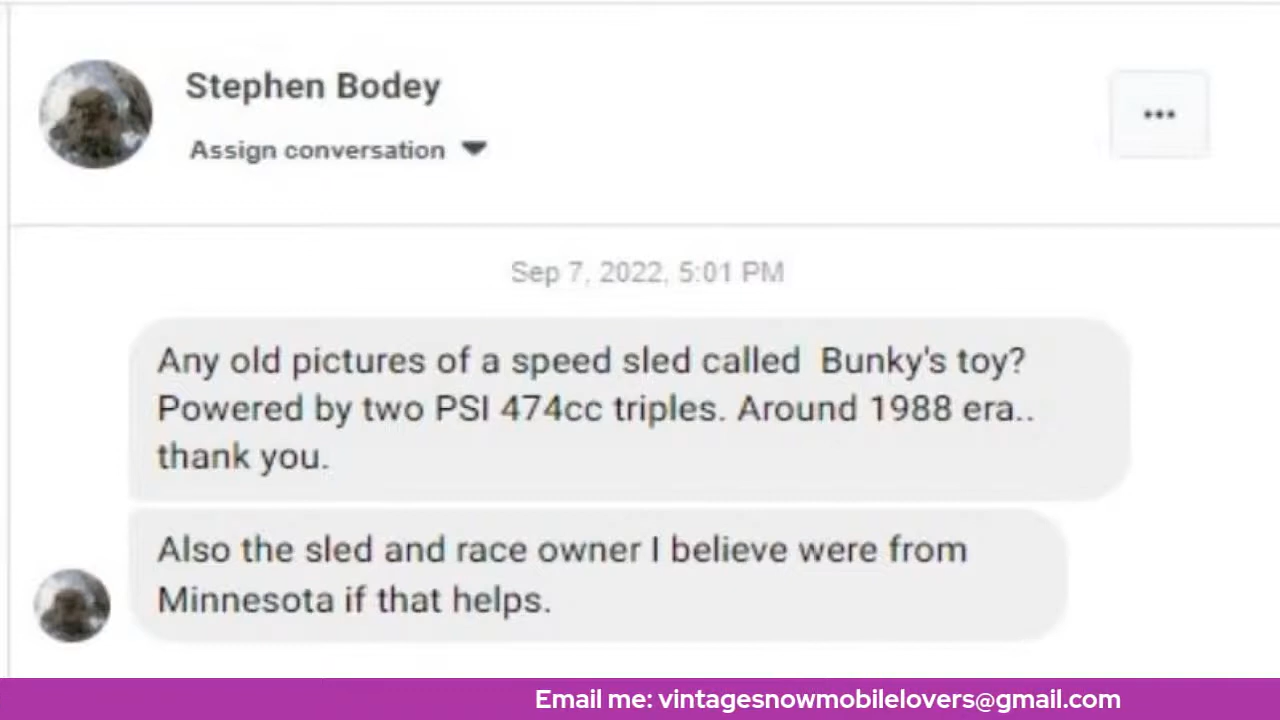 Stephen Bodey
Assign conversation
Sep 7, 2022, 5:01 PM
Any old pictures of a speed sled called  Bunky's toy?
Powered by two PSI 474cc triples. Around 1988 era..
thank you.
Also the sled and race owner I believe were from
Minnesota if that helps.
Email me: vintagesnowmobilelovers@gmail.com